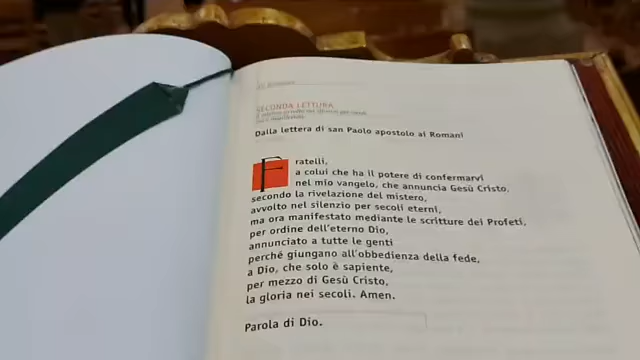 SECONDA LETTURA
Dalla lettera di san Paolo apostolo ai Romani
Fratelli,
a colui che ha il potere di confermarvi
nel mio vangelo, che annuncia Gesù Cristo,
secondo la rivelazione del mistero,
avvolto nel silenzio per secoli eterni,
ma ora manifestato mediante le scritture dei Profeti,
per ordine dell'eterno Dio,
annunciato a tutte le genti
perché giungano all'obbedienza della fede,
a Dio, che solo è sapiente,
per mezzo di Gesù Cristo,
la gloria nei secoli. Amen.
Parola di Dio.